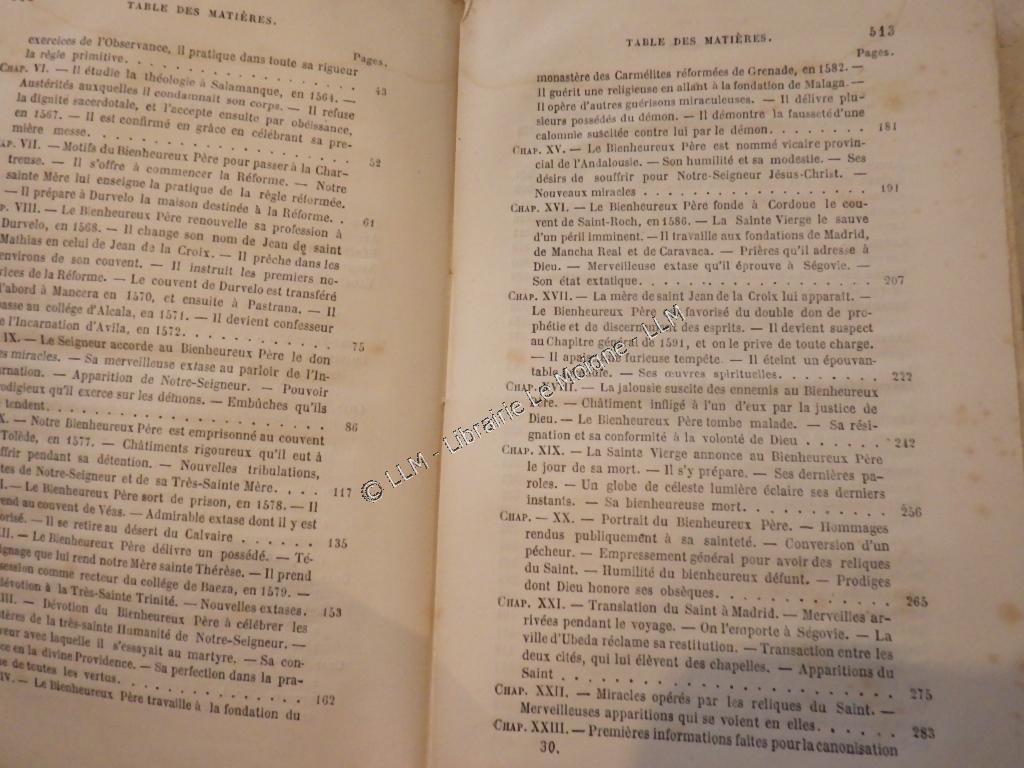 TABLE DES MATIÈRES.
Pages.
exercices de l'Observance, il pratique dans toute sa rigueur
la règle primitive. . . . . . . . . . . . . 43
CHAP. VI. — Il étudie la théologie à Salamanque, en 1564. —
Austérités auxquelles il condamnait son corps. — Il refuse
la dignité sacerdotale, et l'accepte ensuite par obéissance,
en 1567. — Il est confirmé en grâce en célébrant sa pre-
mière messe. . . . . . . . . . . . . . 52
AP. VII. — Motifs du Bienheureux Père pour passer à la Char-
treuse. — Il s'offre à commencer la Réforme. — Notre
sainte Mère lui enseigne la pratique de la règle réformée.
— Il prépare à Durvelo la maison destinée à la Réforme. . 61
P. VIII. — Le Bienheureux Père renouvelle sa profession à
Durvelo, en 1568. — Il change son nom de Jean de saint
Mathias en celui de Jean de la Croix. — Il prêche dans les
environs de son couvent. — Il instruit les premiers no-
vices de la Réforme. — Le couvent de Durvelo est transféré
d'abord à Mancera en 1570, et ensuite à Pastrana. — Il
passe au collége d'Alcala, en 1571. — Il devient confesseur
e l'Incarnation d'Avila, en 1572. . . . . . . . . 75
IX. — Le Seigneur accorde au Bienheureux Père le don
es miracles. — Sa merveilleuse extase au parloir de l'In-
rnation. — Apparition de Notre-Seigneur. — Pouvoir
rodigieux qu'il exerce sur les démons. — Embûches qu'ils
tendent. . . . . . . . . . . . . . . 86
X. — Notre Bienheureux Père est emprisonné au couvent
Tolède, en 1577. — Châtiments rigoureux qu'il eut à
ffrir pendant sa détention. — Nouvelles tribulations,
tes de Notre-Seigneur et de sa Très-Sainte Mère. . . . 117
I. — Le Bienheureux Père sort de prison, en 1578. — Il
rend au couvent de Véas. — Admirable extase dont il y est
orisé. — Il se retire au désert du Calvaire . . . . . . 135
II. — Le Bienheureux Père délivre un possédé. — Té-
ignage que lui rend notre Mère sainte Thérèse. — Il prend
session comme recteur du collége de Baeza, en 1579. —
dévotion à la Très-Sainte Trinité. — Nouvelles extases. 153
III. — Dévotion du Bienheureux Père à célébrer les
stères de la très-sainte Humanité de Notre-Seigneur. —
veur avec laquelle il s'essayait au martyre. — Sa con-
ce en la divine Providence. — Sa perfection dans la pra-
ue de toutes les vertus. . . . . . . . . . . . 162
IV. — Le Bienheureux Père travaille à la fondation du
TABLE DES MATIÈRES. 513
Pages.
monastère des Carmélites réformées de Grenade, en 1582. —
Il guérit une religieuse en allant à la fondation de Malaga. —
Il opère d'autres guérisons miraculeuses. — Il délivre plu-
sieurs possédés du démon. — Il démontre la fausseté d'une
calomnie suscitée contre lui par le démon. . . . . . . 181
CHAP. XV. — Le Bienheureux Père est nommé vicaire provin-
cial de l'Andalousie. — Son humilité et sa modestie. — Ses
désirs de souffrir pour Notre-Seigneur Jésus-Christ. —
Nouveaux miracles . . . . . . . . . . . . . 191
CHAP. XVI. — Le Bienheureux Père fonde à Cordoue le cou-
vent de Saint-Roch, en 1586. — La Sainte Vierge le sauve
d'un péril imminent. — Il travaille aux fondations de Madrid,
de Mancha Real et de Caravaca. — Prières qu'il adresse à
Dieu. — Merveilleuse extase qu'il éprouve à Ségovie. —
Son état extatique. . . . . . . . . . . . . . 207
CHAP. XVII. — La mère de saint Jean de la Croix lui apparaît. —
Le Bienheureux Père est favorisé du double don de pro-
phétie et de discernement des esprits. — Il devient suspect
au Chapitre général de 1591, et on le prive de toute charge.
— Il apaise une furieuse tempête. — Il éteint un épouvan-
table incendie. — Ses œuvres spirituelles. . . . . . . 222
CHAP. XVIII. — La jalousie suscite des ennemis au Bienheureux
Père. — Châtiment infligé à l'un d'eux par la justice de
Dieu. — Le Bienheureux Père tombe malade. — Sa rési-
gnation et sa conformité à la volonté de Dieu . . . . . . 242
CHAP. XIX. — La Sainte Vierge annonce au Bienheureux Père
le jour de sa mort. — Il s'y prépare. — Ses dernières pa-
roles. — Un globe de céleste lumière éclaire ses derniers
instants. — Sa bienheureuse mort. . . . . . . . . . 256
CHAP. — XX. — Portrait du Bienheureux Père. — Hommages
rendus publiquement à sa sainteté. — Conversion d'un
pécheur. — Empressement général pour avoir des reliques
du Saint. — Humilité du bienheureux défunt. — Prodiges
dont Dieu honore ses obsèques. . . . . . . . . . . 265
CHAP. XXI. — Translation du Saint à Madrid. — Merveilles ar-
rivées pendant le voyage. — On l'emporte à Ségovie. — La
ville d'Ubeda réclame sa restitution. — Transaction entre les
deux cités, qui lui élèvent des chapelles. — Apparitions du
Saint . . . . . . . . . . . . . . . . . 275
CHAP. XXII. — Miracles opérés par les reliques du Saint. —
Merveilleuses apparitions qui se voient en elles. . . . . . 283
CHAP. XXIII. — Premières informations faites pour la canonisation
30.
© LLM - Librairie Le Moigne - LLM